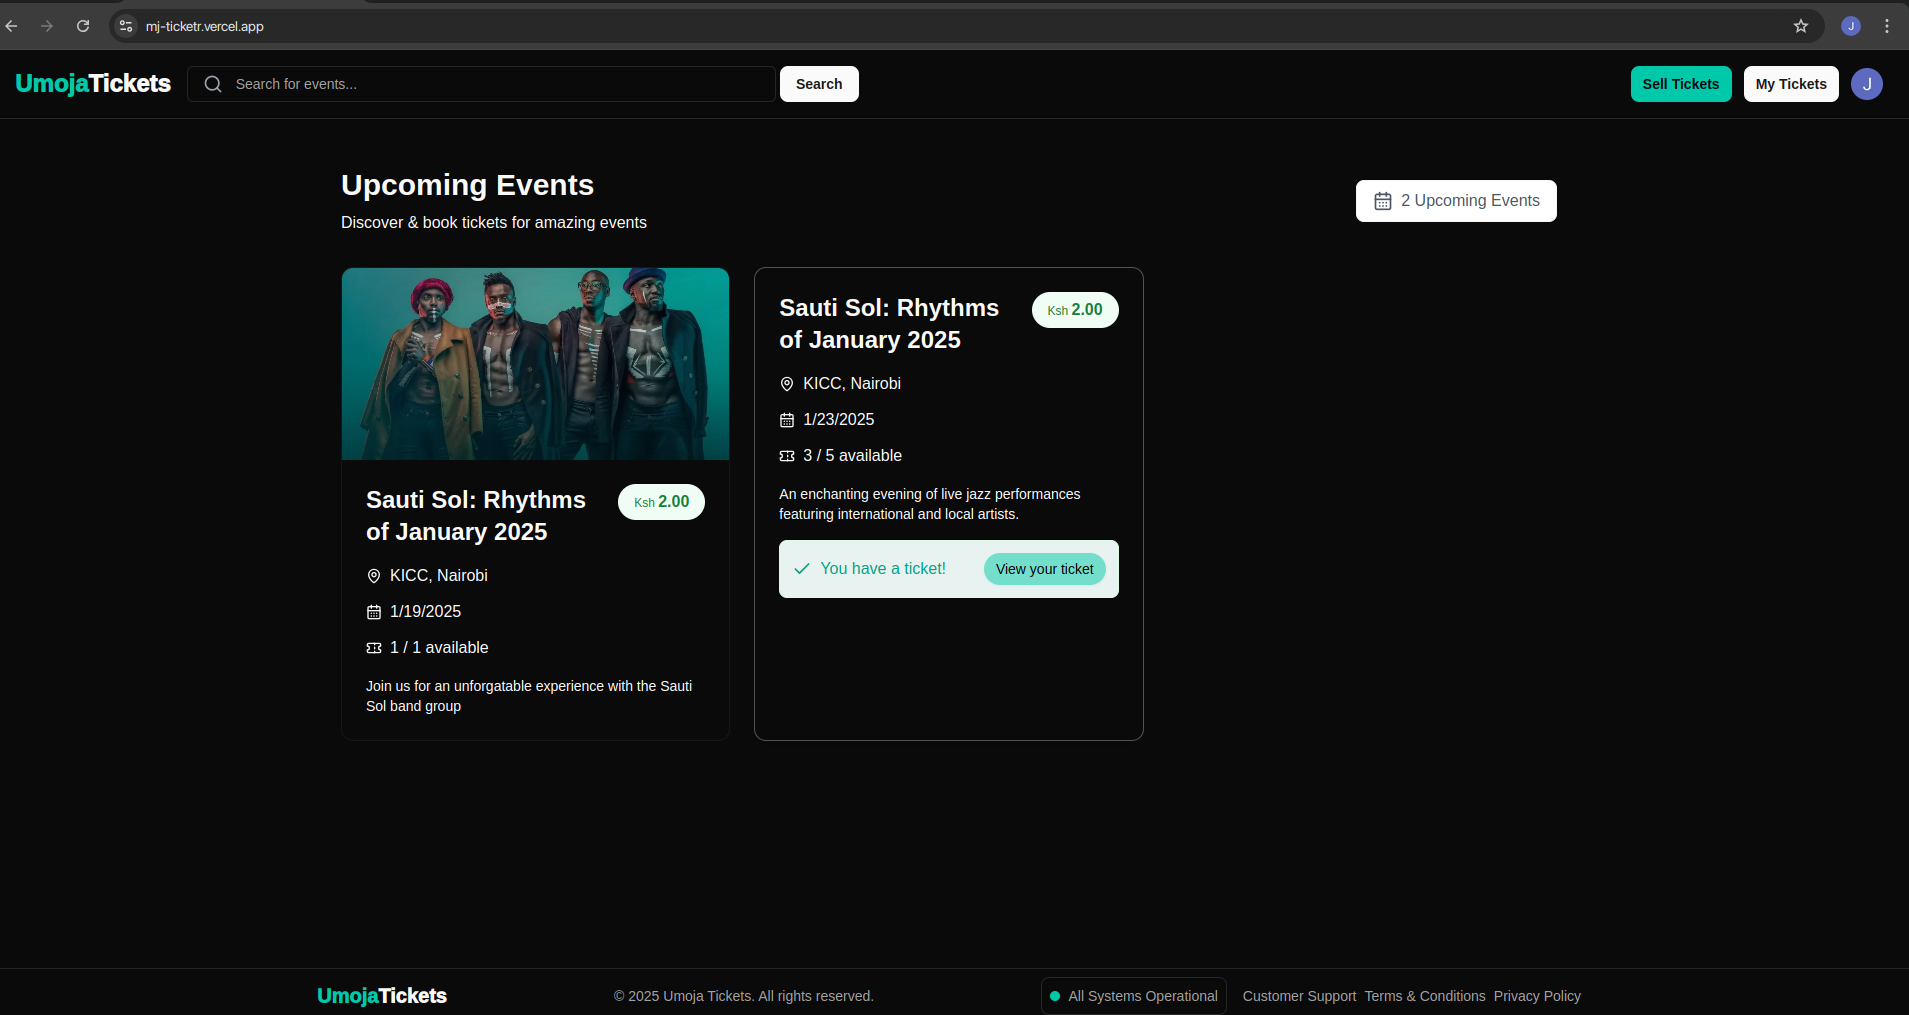 mj-ticketr.vercel.app
J
UmojaTickets
Search for events...
Search
Sell Tickets
My Tickets
J
Upcoming Events
Discover & book tickets for amazing events
2 Upcoming Events
Sauti Sol: Rhythms
of January 2025
Ksh 2.00
KICC, Nairobi
1/19/2025
1 / 1 available
Join us for an unforgatable experience with the Sauti
Sol band group
Sauti Sol: Rhythms
of January 2025
Ksh 2.00
KICC, Nairobi
1/23/2025
3 / 5 available
An enchanting evening of live jazz performances
featuring international and local artists.
You have a ticket!
View your ticket
UmojaTickets
© 2025 Umoja Tickets. All rights reserved.
All Systems Operational
Customer Support
Terms & Conditions
Privacy Policy